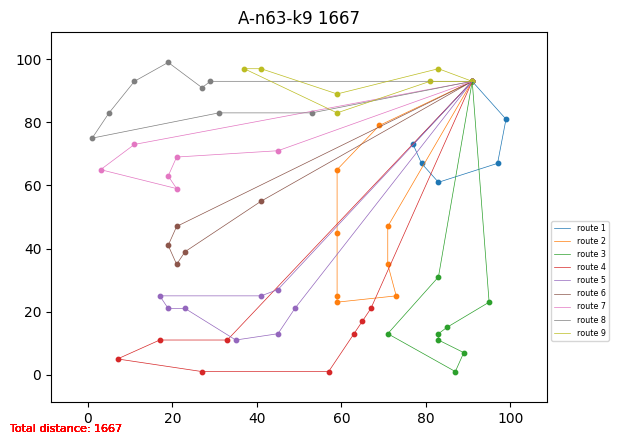 A-n63-k9 1667
100
80
60
40
20
0
0 20 40 60 80 100
route 1
route 2
route 3
route 4
route 5
route 6
route 7
route 8
route 9
Total distance: 1667